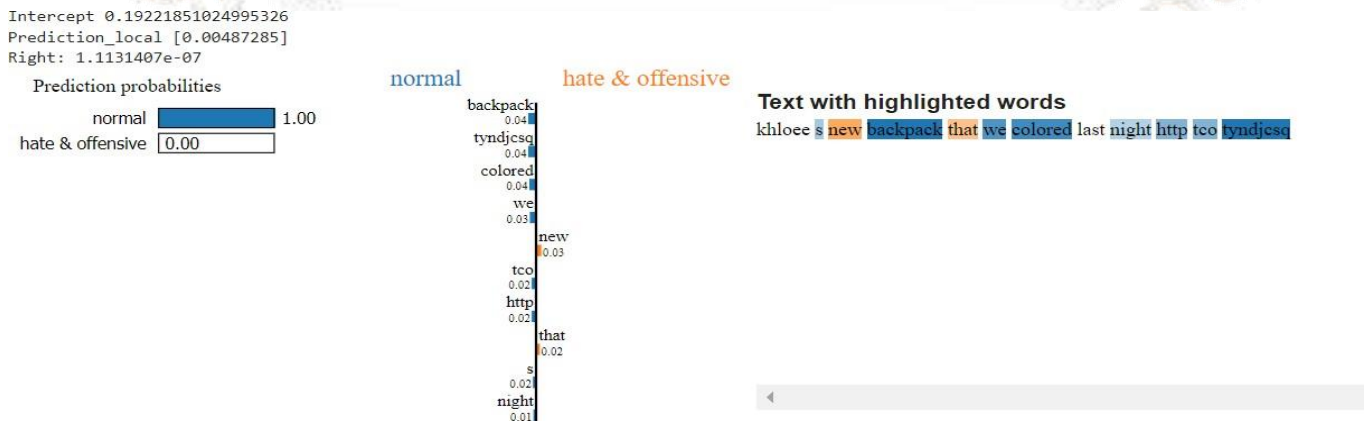 Intercept 0.19221851024995326
Prediction_local [0.00487285]
Right: 1.1131407e-07
Prediction probabilities
normal 1.00
hate & offensive 0.00
normal hate & offensive
backpack
0.04
tyndjcsq
0.04
colored
0.04
we
0.03
new
0.03
tco
0.02
http
0.02
that
0.02
s
0.02
night
0.01
Text with highlighted words
khloee s new backpack that we colored last night http tco tyndjcsq